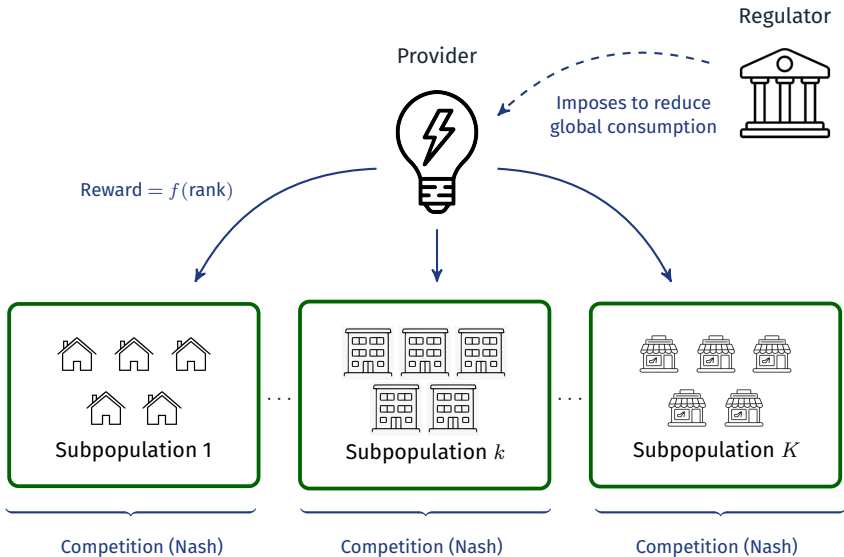 Regulator
Provider
Imposes to reduce
global consumption
Reward = f(rank)
Subpopulation 1
...
Subpopulation k
...
Subpopulation K
Competition (Nash)
Competition (Nash)
Competition (Nash)